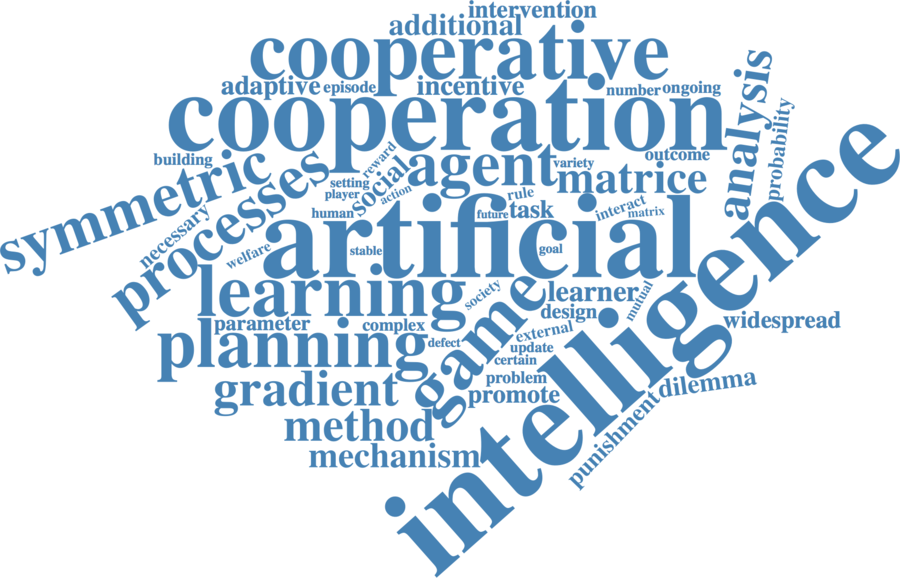 intervention
additional
cooperative
adaptive episode incentive number ongoing
cooperation
analysis
probability
building
symmetric
processes
reward
social
action
agent
variety
outcome
matrice
setting
player
human
necessary
welfare
rule
future task
interact
matrix
artificial
stable
goal
intelligence
learning
society
game
learner
mutual
design
widespread
parameter
complex
planning
defect
external
update
certain
gradient
problem
promote
dilemma
punishment
method
mechanism